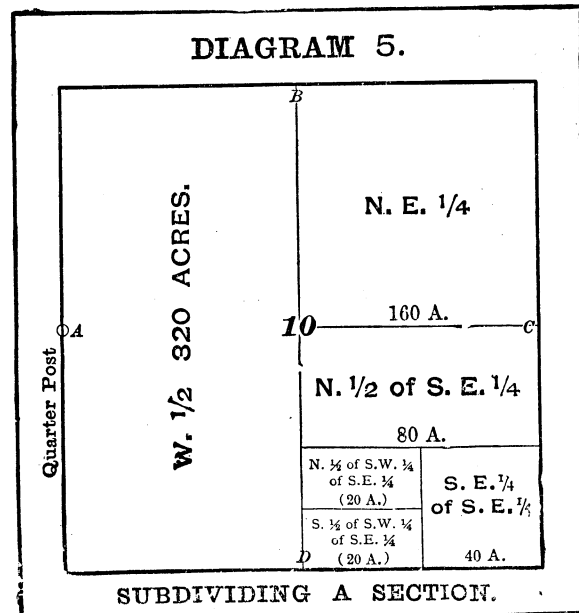 DIAGRAM 5.
B
N. E. 1/4
W. 1/2 320 ACRES.
160 A.
A
10
C
Quarter Post
N. 1/2 of S. E. 1/4
80 A.
N. ½ of S.W. ¼
of S.E. ¼
(20 A.)
S. E. 1/4
of S. E. 1/4
S. ½ of S.W. ¼
of S.E. ¼
(20 A.)
D
40 A.
SUBDIVIDING A SECTION.